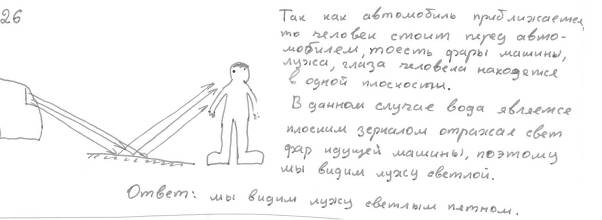 26
Так как автомобиль приближается,
то человек стоит перед авто-
мобилем, тоесть фары машины,
лужа, глаза человека находятся
в одной плоскости.
В данном случае вода является
плоским зеркалом отражая свет
фар идущей машины, поэтому
мы видим лужу светлой.
Ответ: мы видим лужу светлым пятном.